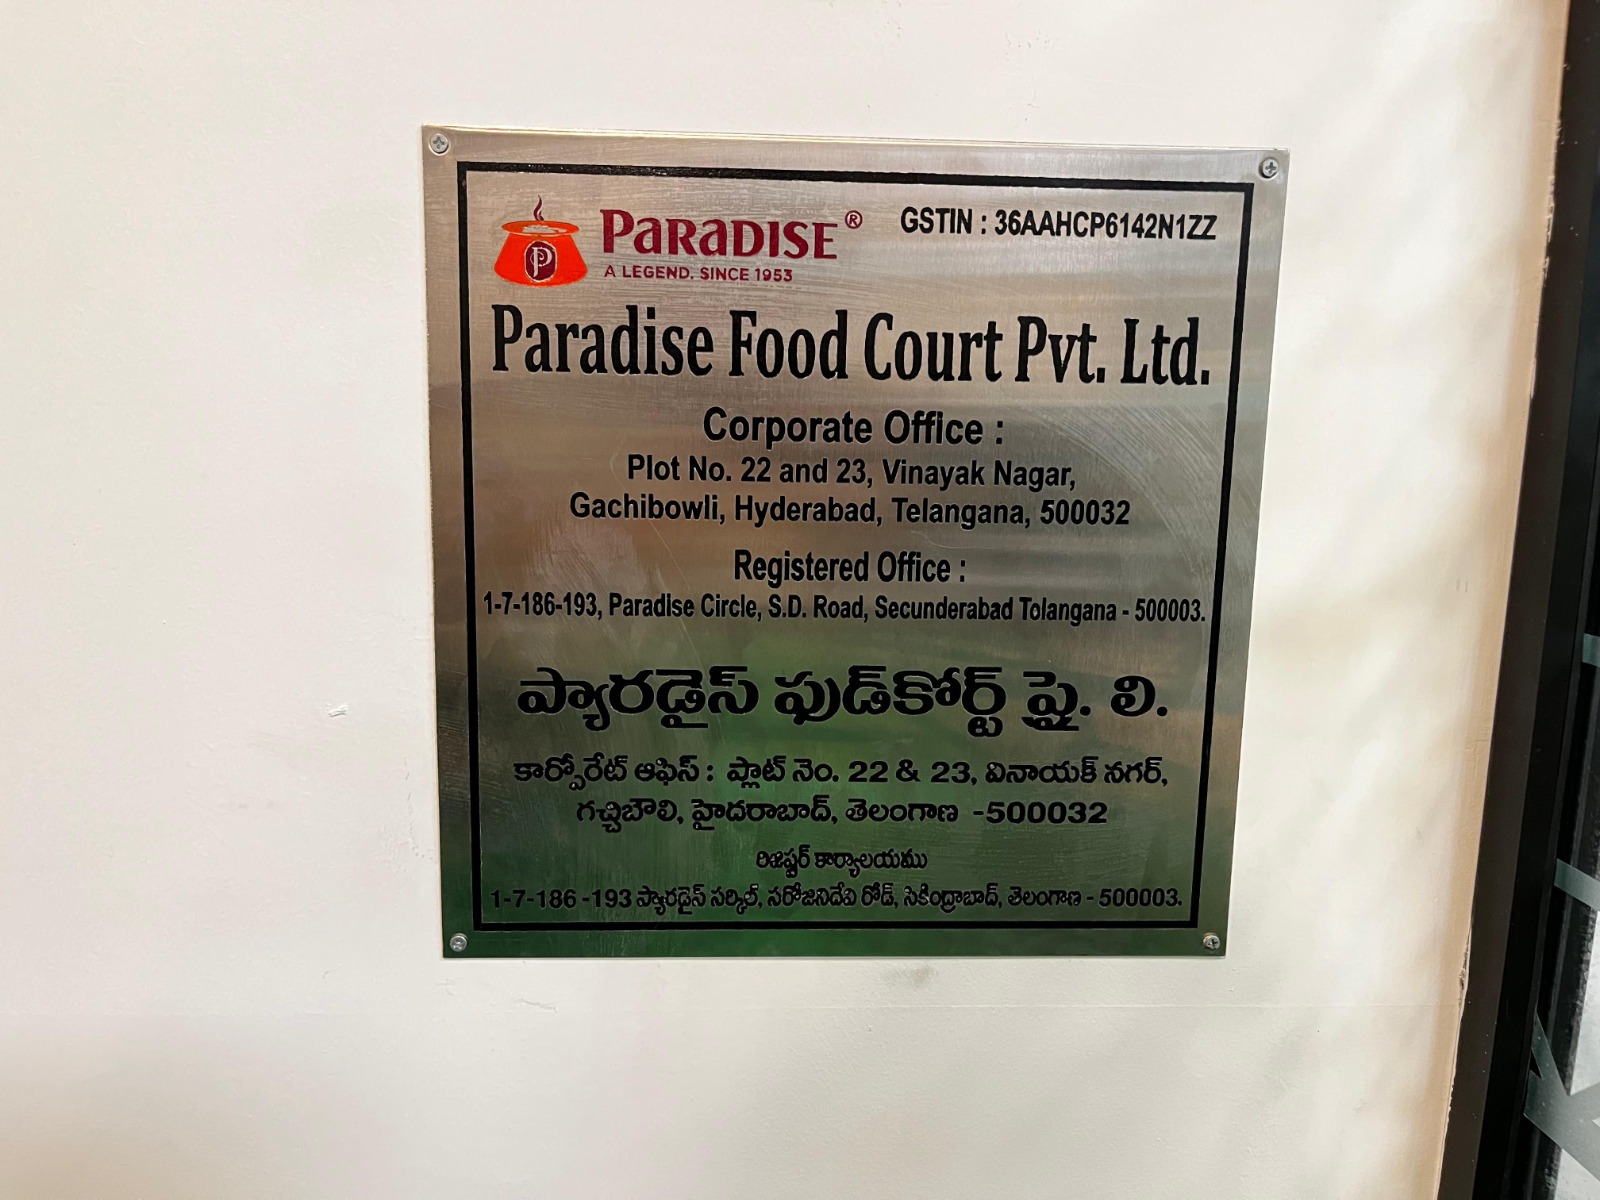 PARADISE®
A LEGEND. SINCE 1953
GSTIN : 36AAHCP6142N1ZZ
P
Paradise Food Court Pvt. Ltd.
Corporate Office :
Plot No. 22 and 23, Vinayak Nagar,
Gachibowli, Hyderabad, Telangana, 500032
Registered Office :
1-7-186-193, Paradise Circle, S.D. Road, Secunderabad Tolangana - 500003.
ప్యారడైస్ ఫుడ్‌కోర్ట్ ప్రై. లి.
కార్పోరేట్ ఆఫిస్ : ప్లాట్ నెం. 22 & 23, వినాయక్ నగర్,
గచ్చిబౌలి, హైదరాబాద్, తెలంగాణ -500032
రిజిస్టర్ కార్యాలయము
1-7-186 -193 ప్యారడైస్ సర్కిల్, సరోజనిదేవి రోడ్, సికింద్రాబాద్, తెలంగాణ - 500003.